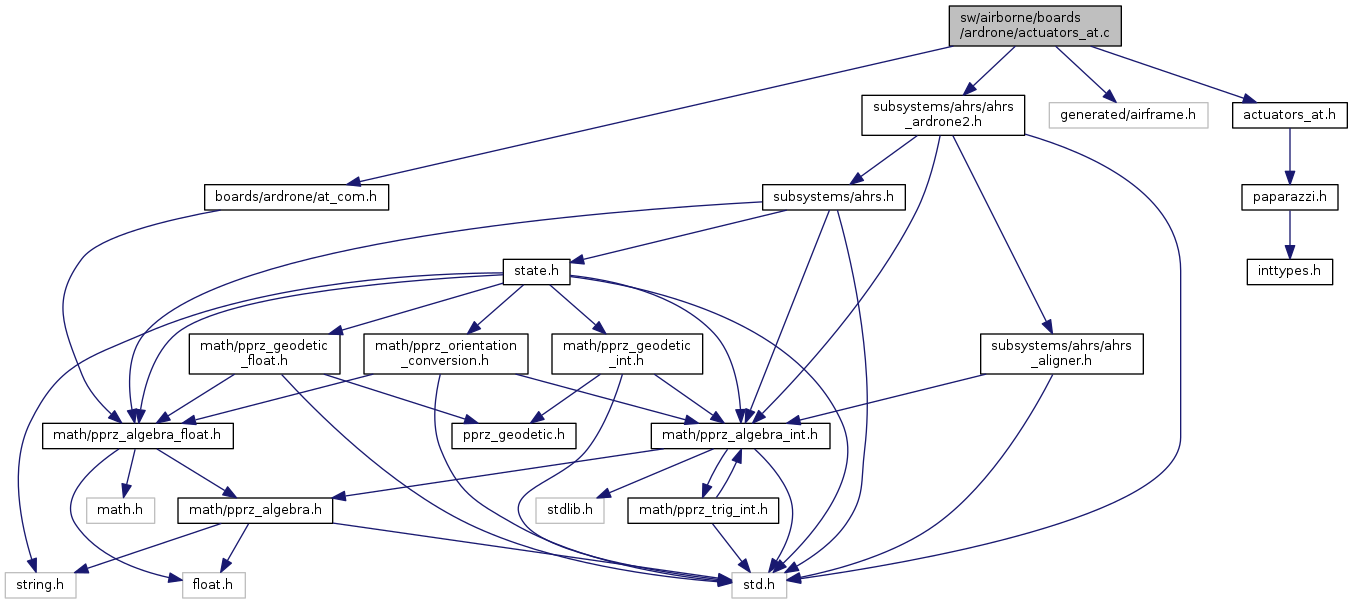 sw/airborne/boards
/ardrone/actuators_at.c
subsystems/ahrs/ahrs
_ardrone2.h
generated/airframe.h
actuators_at.h
boards/ardrone/at_com.h
subsystems/ahrs.h
paparazzi.h
state.h
inttypes.h
math/pprz_geodetic
_float.h
math/pprz_orientation
_conversion.h
math/pprz_geodetic
_int.h
subsystems/ahrs/ahrs
_aligner.h
math/pprz_algebra_float.h
pprz_geodetic.h
math/pprz_algebra_int.h
math.h
math/pprz_algebra.h
stdlib.h
math/pprz_trig_int.h
string.h
float.h
std.h